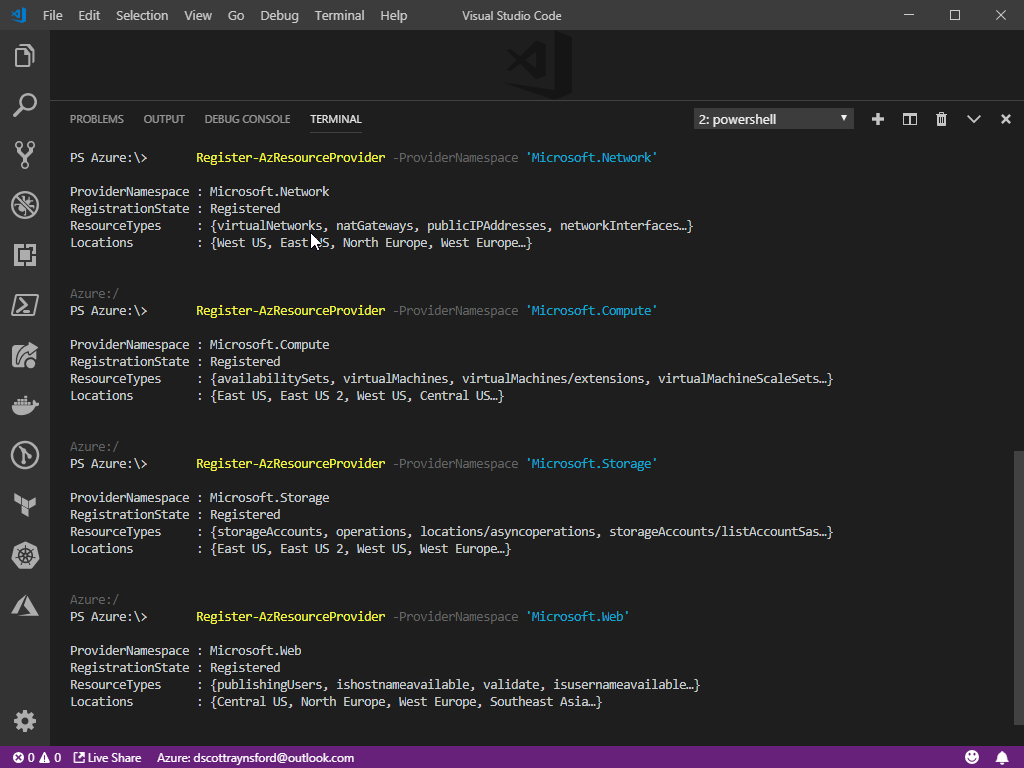 File Edit Selection View Go Debug Terminal Help Visual Studio Code
PROBLEMS OUTPUT DEBUG CONSOLE TERMINAL 2: powershell
PS Azure:\> Register-AzResourceProvider -ProviderNamespace 'Microsoft.Network'
ProviderNamespace : Microsoft.Network
RegistrationState : Registered
ResourceTypes : {virtualNetworks, natGateways, publicIPAddresses, networkInterfaces…}
Locations : {West US, East US, North Europe, West Europe…}
Azure:/
PS Azure:\> Register-AzResourceProvider -ProviderNamespace 'Microsoft.Compute'
ProviderNamespace : Microsoft.Compute
RegistrationState : Registered
ResourceTypes : {availabilitySets, virtualMachines, virtualMachines/extensions, virtualMachineScaleSets…}
Locations : {East US, East US 2, West US, Central US…}
Azure:/
PS Azure:\> Register-AzResourceProvider -ProviderNamespace 'Microsoft.Storage'
ProviderNamespace : Microsoft.Storage
RegistrationState : Registered
ResourceTypes : {storageAccounts, operations, locations/asyncoperations, storageAccounts/listAccountSas…}
Locations : {East US, East US 2, West US, West Europe…}
Azure:/
PS Azure:\> Register-AzResourceProvider -ProviderNamespace 'Microsoft.Web'
ProviderNamespace : Microsoft.Web
RegistrationState : Registered
ResourceTypes : {publishingUsers, ishostnameavailable, validate, isusernameavailable…}
Locations : {Central US, North Europe, West Europe, Southeast Asia…}
0 0 Live Share Azure: dscottraynsford@outlook.com